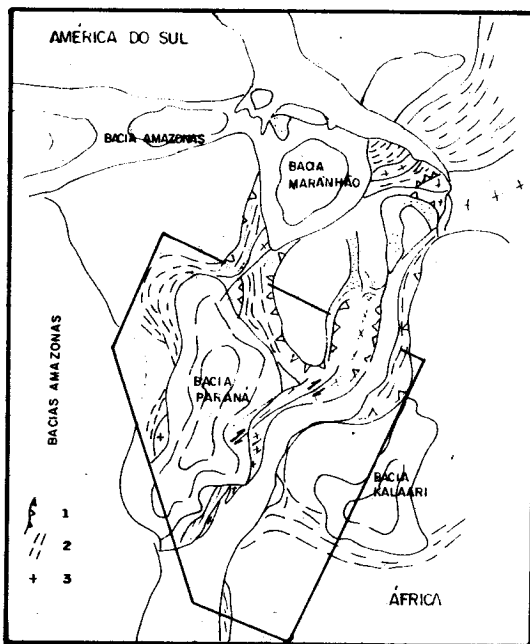 AMÉRICA DO SUL
BACIA AMAZONAS
BACIA
MARANHÃO
BACIAS AMAZONAS
BACIA
PARANÁ
BACIA
KALAARI
1
2
3
ÁFRICA